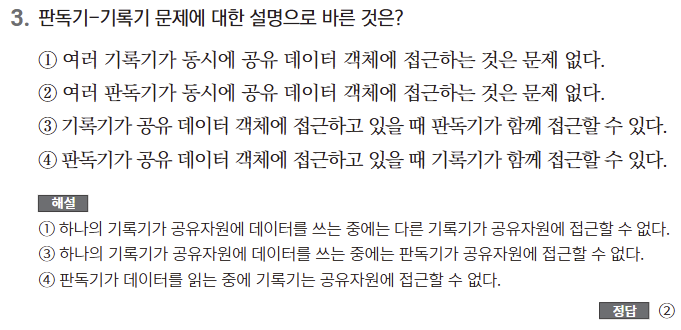 3. 판독기-기록기 문제에 대한 설명으로 바른 것은?
① 여러 기록기가 동시에 공유 데이터 객체에 접근하는 것은 문제 없다.
② 여러 판독기가 동시에 공유 데이터 객체에 접근하는 것은 문제 없다.
③ 기록기가 공유 데이터 객체에 접근하고 있을 때 판독기가 함께 접근할 수 있다.
④ 판독기가 공유 데이터 객체에 접근하고 있을 때 기록기가 함께 접근할 수 있다.
해설
① 하나의 기록기가 공유자원에 데이터를 쓰는 중에는 다른 기록기가 공유자원에 접근할 수 없다.
③ 하나의 기록기가 공유자원에 데이터를 쓰는 중에는 판독기가 공유자원에 접근할 수 없다.
④ 판독기가 데이터를 읽는 중에 기록기는 공유자원에 접근할 수 없다.
정답 ②